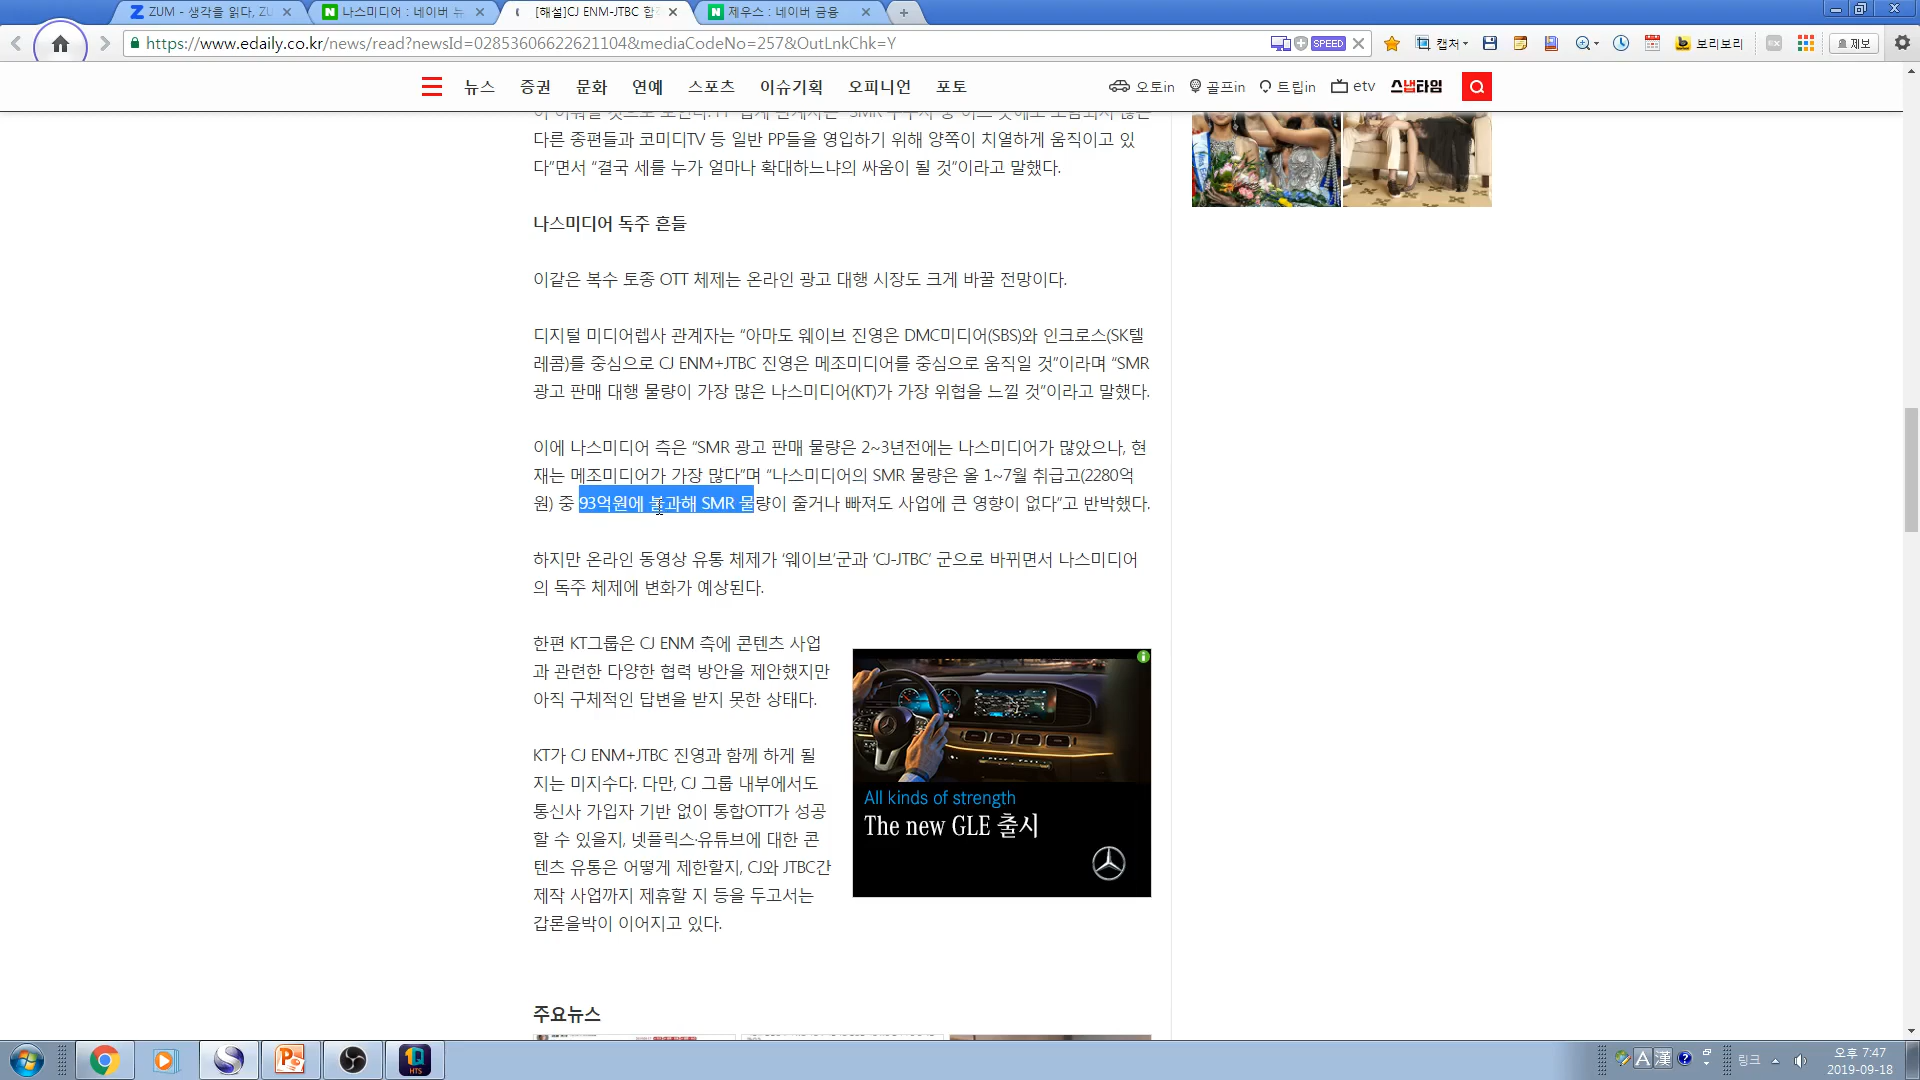 ZUM - 생각을 읽다, ZU
나스미디어 : 네이버 뉴
[해설]CJ ENM-JTBC 합
제우스 : 네이버 금융
https://www.edaily.co.kr/news/read?newsId=02853606622621104&mediaCodeNo=257&OutLnkChk=Y
SPEED
캡처
보리보리
제보
뉴스
증권
문화
연예
스포츠
이슈기획
오피니언
포토
오토in
골프in
트립in
etv
스냅타임
다른 종편들과 코미디TV 등 일반 PP들을 영입하기 위해 양쪽이 치열하게 움직이고 있
다”면서 “결국 세를 누가 얼마나 확대하느냐의 싸움이 될 것”이라고 말했다.
나스미디어 독주 흔들
이같은 복수 토종 OTT 체제는 온라인 광고 대행 시장도 크게 바꿀 전망이다.
디지털 미디어렙사 관계자는 “아마도 웨이브 진영은 DMC미디어(SBS)와 인크로스(SK텔
레콤)를 중심으로 CJ ENM+JTBC 진영은 메조미디어를 중심으로 움직일 것”이라며 “SMR
광고 판매 대행 물량이 가장 많은 나스미디어(KT)가 가장 위협을 느낄 것”이라고 말했다.
이에 나스미디어 측은 “SMR 광고 판매 물량은 2~3년전에는 나스미디어가 많았으나, 현
재는 메조미디어가 가장 많다”며 “나스미디어의 SMR 물량은 올 1~7월 취급고(2280억
원) 중 93억원에 불과해 SMR 물량이 줄거나 빠져도 사업에 큰 영향이 없다”고 반박했다.
하지만 온라인 동영상 유통 체제가 ‘웨이브’군과 ‘CJ-JTBC’ 군으로 바뀌면서 나스미디어
의 독주 체제에 변화가 예상된다.
한편 KT그룹은 CJ ENM 측에 콘텐츠 사업
과 관련한 다양한 협력 방안을 제안했지만
아직 구체적인 답변을 받지 못한 상태다.
KT가 CJ ENM+JTBC 진영과 함께 하게 될
지는 미지수다. 다만, CJ 그룹 내부에서도
통신사 가입자 기반 없이 통합OTT가 성공
할 수 있을지, 넷플릭스·유튜브에 대한 콘
텐츠 유통은 어떻게 제한할지, CJ와 JTBC간
제작 사업까지 제휴할 지 등을 두고서는
갑론을박이 이어지고 있다.
All kinds of strength
The new GLE 출시
주요뉴스
HTS
A 漢
링크
오후 7:47
2019-09-18